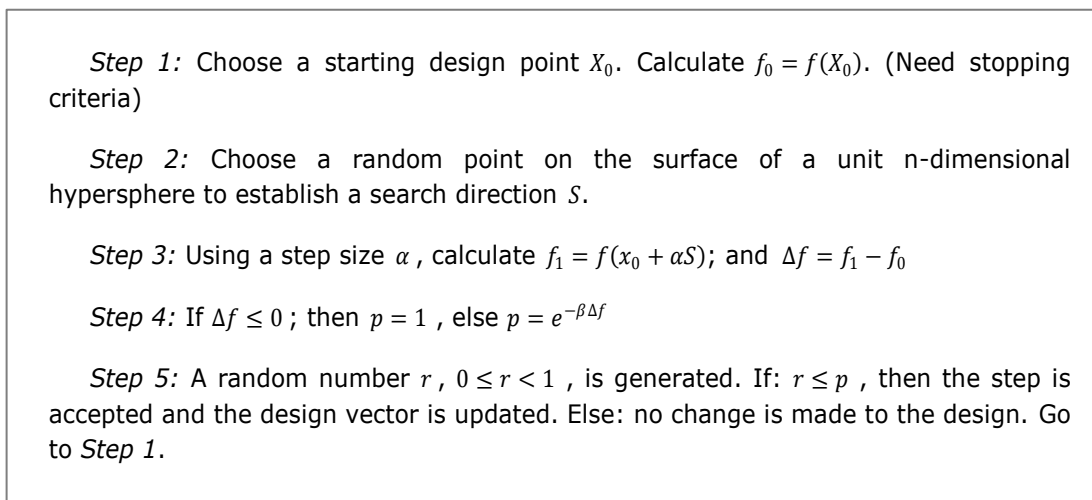 Step 1: Choose a starting design point X₀. Calculate f₀ = f(X₀). (Need stopping
criteria)
Step 2: Choose a random point on the surface of a unit n-dimensional
hypersphere to establish a search direction S.
Step 3: Using a step size α , calculate f₁ = f(x₀ + αS); and Δf = f₁ − f₀
Step 4: If Δf ≤ 0 ; then p = 1 , else p = e^{−βΔf}
Step 5: A random number r , 0 ≤ r < 1 , is generated. If: r ≤ p , then the step is
accepted and the design vector is updated. Else: no change is made to the design. Go
to Step 1.